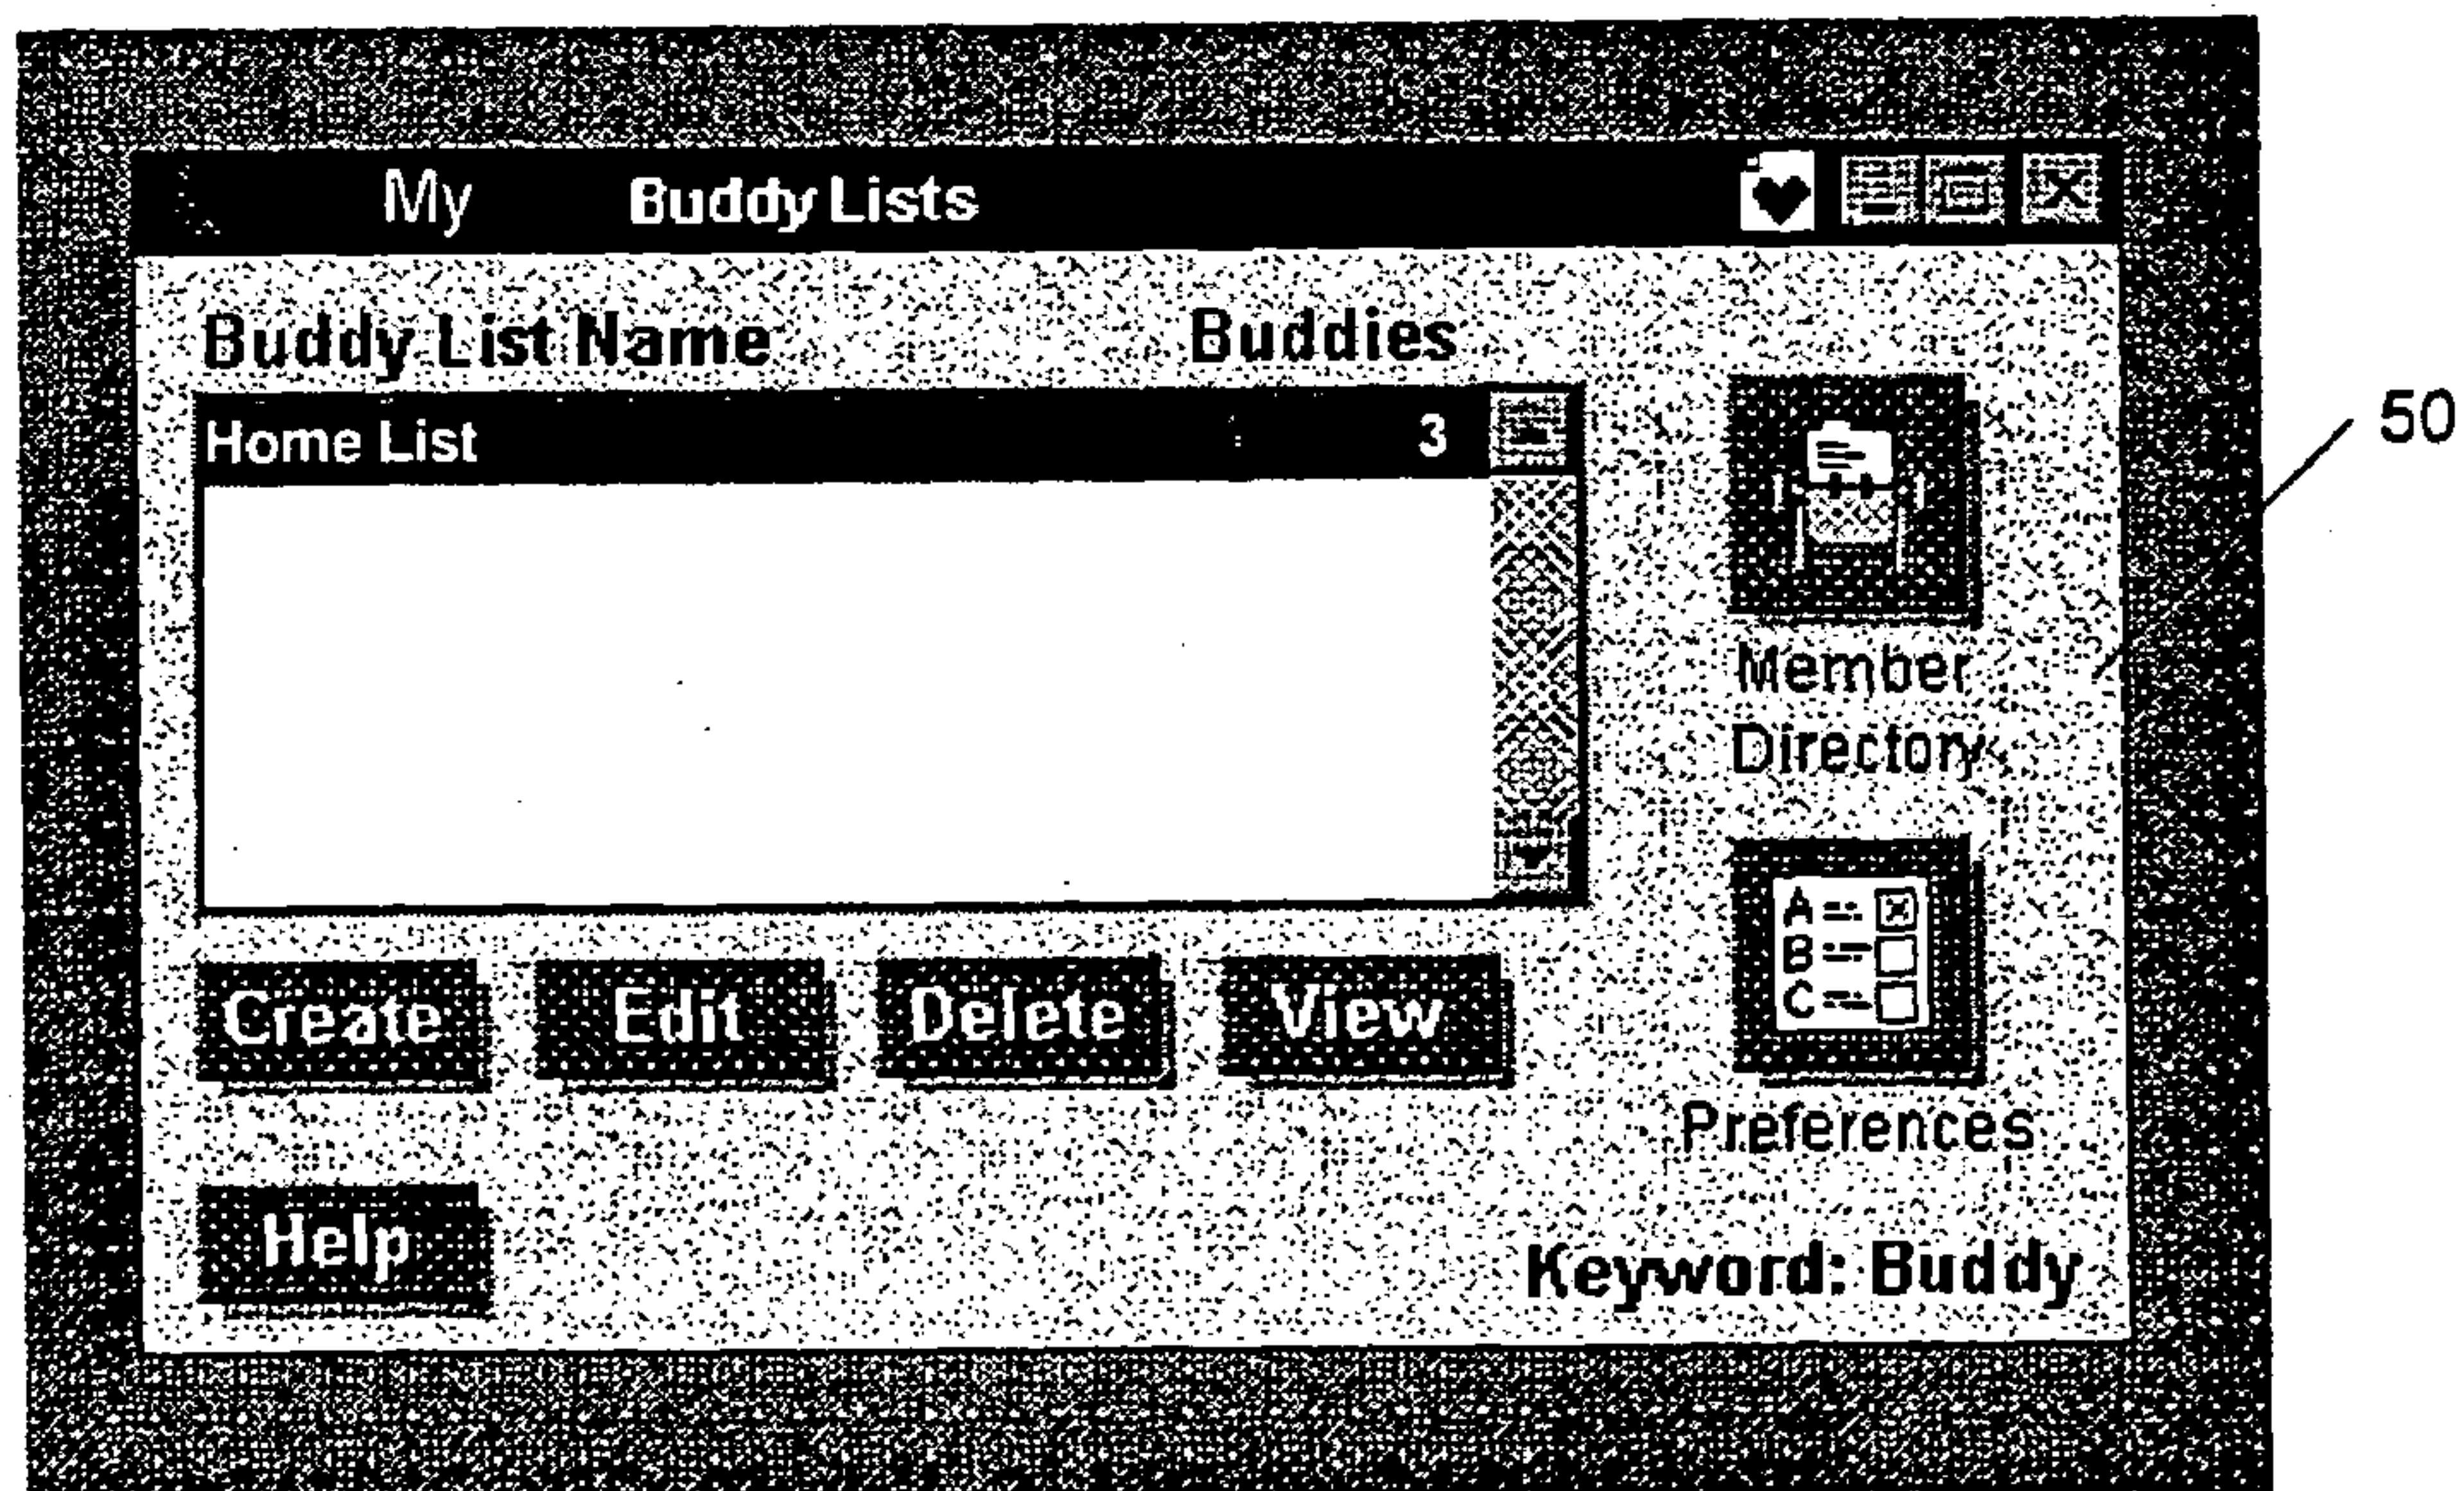 My Buddy Lists
Buddy List Name Buddies
Home List 3
50
Member
Directory
A
B
C
Create Edit Delete View
Preferences
Help
Keyword: Buddy